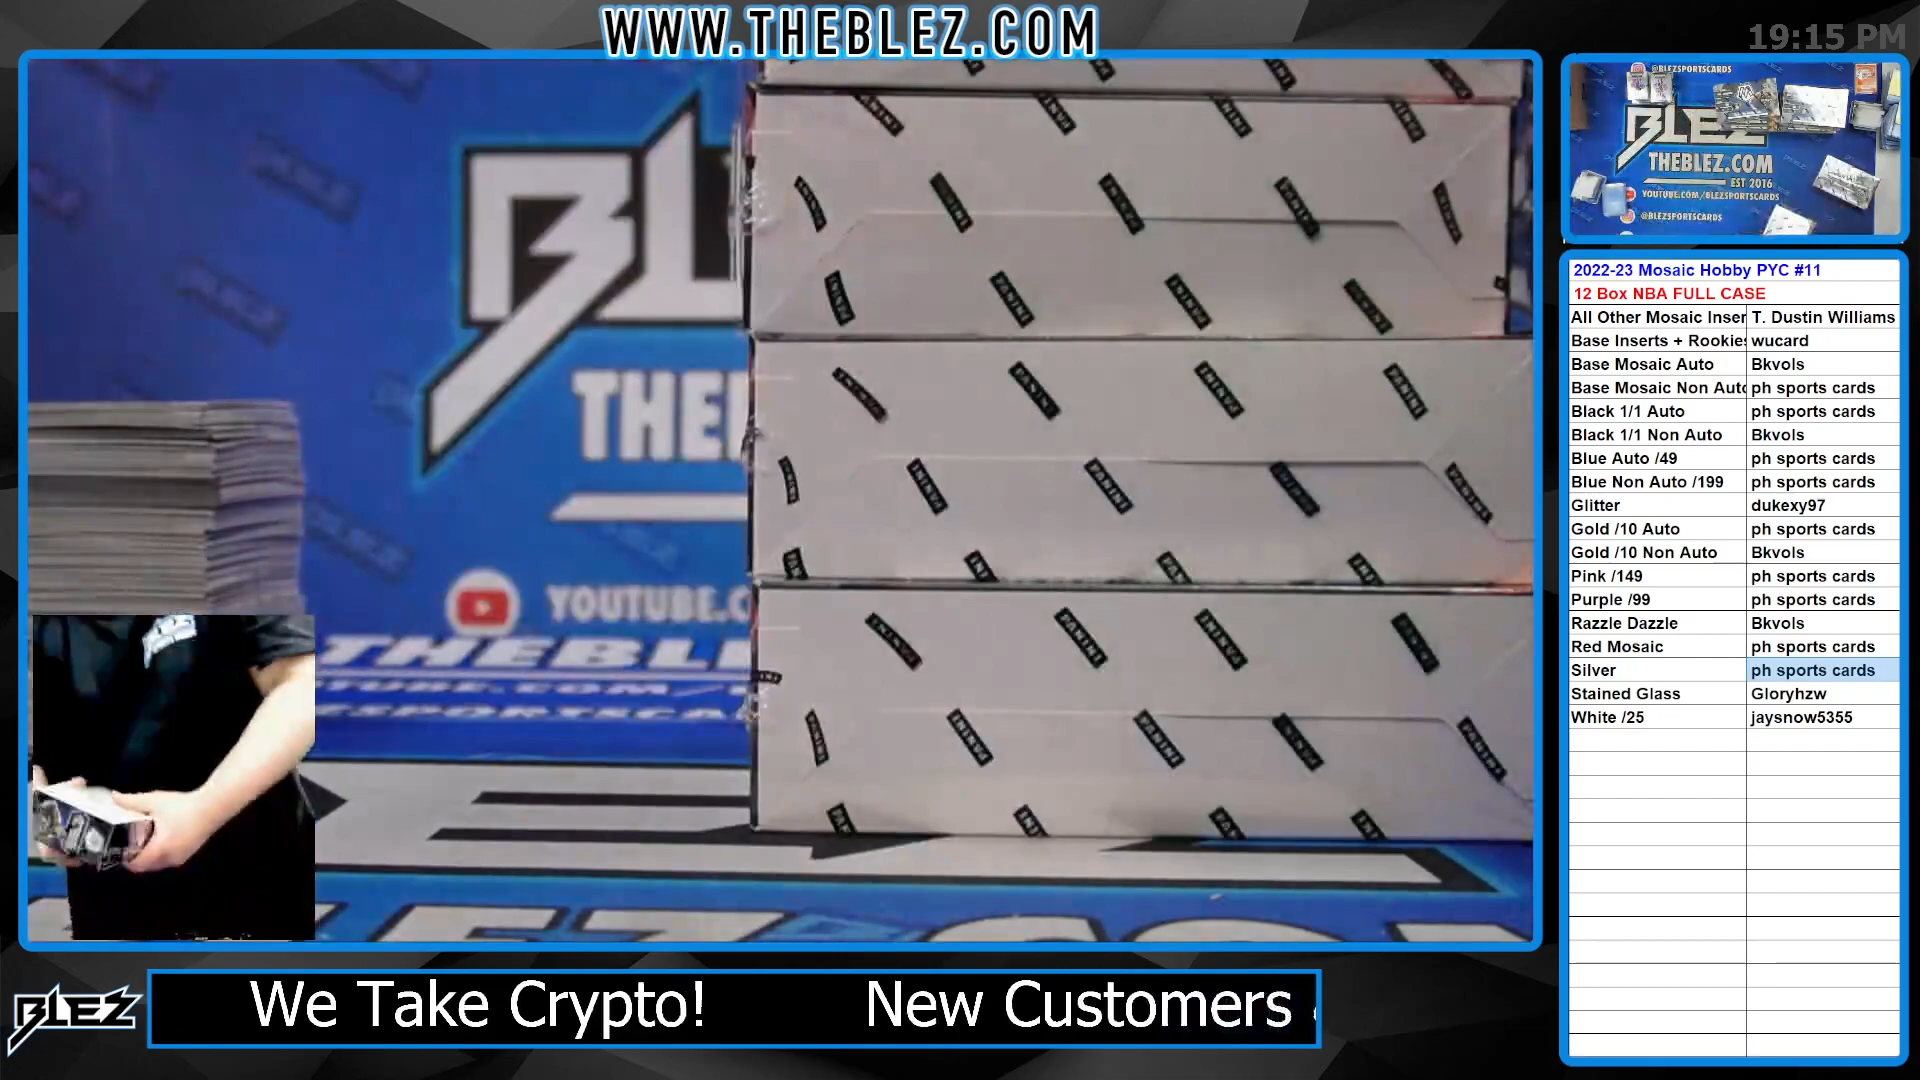 WWW.THEBLEZ.COM
19:15 PM
BLEZ
THEBLEZ.COM
EST 2016
YOUTUBE.COM/BLEZSPORTSCARDS
@BLEZSPORTSCARDS
@BLEZSPORTSCARDS
2022-23 Mosaic Hobby PYC #11
12 Box NBA FULL CASE
All Other Mosaic Inser T. Dustin Williams
Base Inserts + Rookies wucard
Base Mosaic Auto Bkvols
Base Mosaic Non Auto ph sports cards
Black 1/1 Auto ph sports cards
Black 1/1 Non Auto Bkvols
Blue Auto /49 ph sports cards
Blue Non Auto /199 ph sports cards
Glitter dukexy97
Gold /10 Auto ph sports cards
Gold /10 Non Auto Bkvols
Pink /149 ph sports cards
Purple /99 ph sports cards
Razzle Dazzle Bkvols
Red Mosaic ph sports cards
Silver ph sports cards
Stained Glass Gloryhzw
White /25 jaysnow5355
PANINI
YOUTUBE.C
THEBLE
BLEZ
We Take Crypto! New Customers